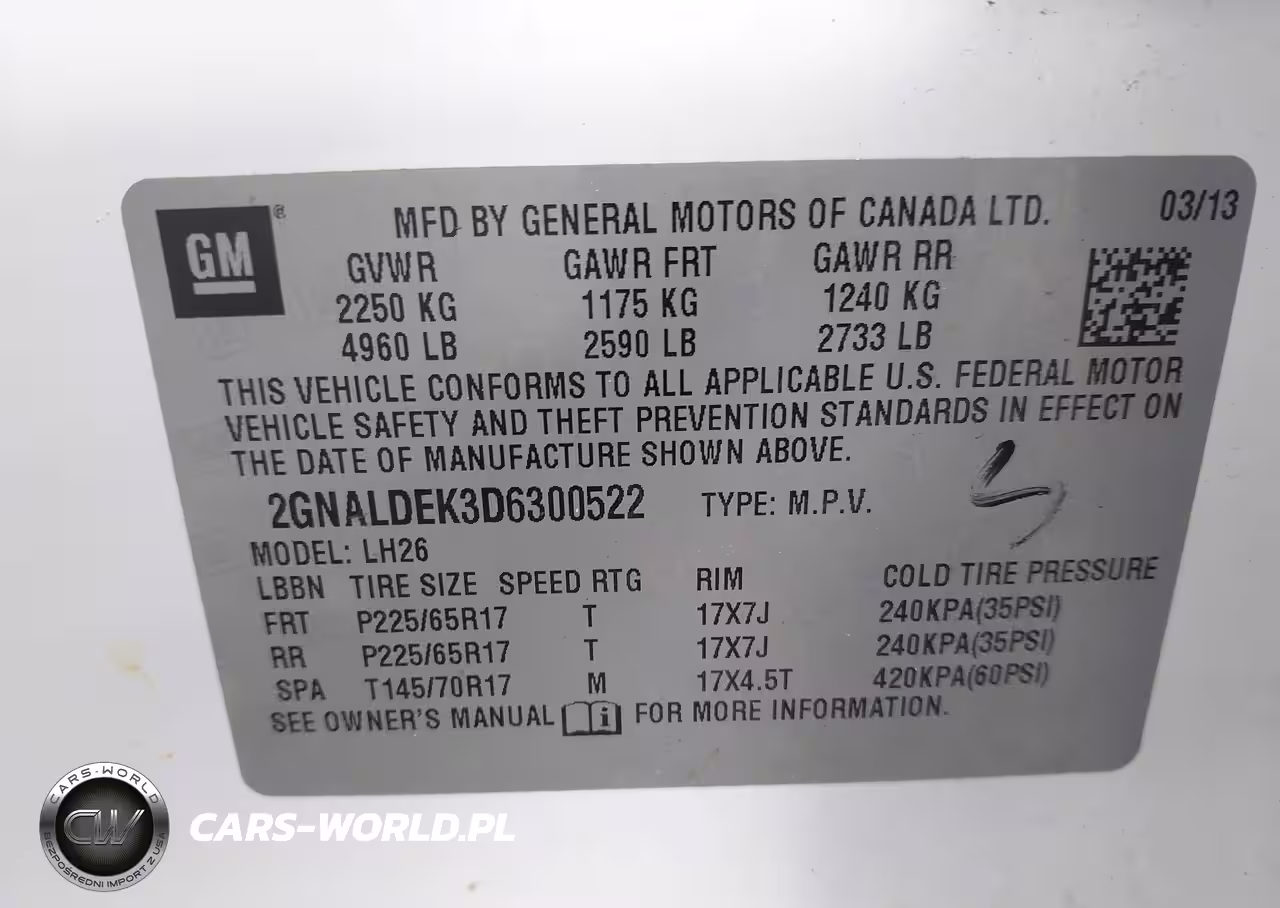 GM ®
MFD BY GENERAL MOTORS OF CANADA LTD. 03/13
GVWR GAWR FRT GAWR RR
2250 KG 1175 KG 1240 KG
4960 LB 2590 LB 2733 LB
THIS VEHICLE CONFORMS TO ALL APPLICABLE U.S. FEDERAL MOTOR
VEHICLE SAFETY AND THEFT PREVENTION STANDARDS IN EFFECT ON
THE DATE OF MANUFACTURE SHOWN ABOVE.
2GNALDEK3D6300522 TYPE: M.P.V.
MODEL: LH26
LBBN TIRE SIZE SPEED RTG RIM COLD TIRE PRESSURE
FRT P225/65R17 T 17X7J 240KPA(35PSI)
RR P225/65R17 T 17X7J 240KPA(35PSI)
SPA T145/70R17 M 17X4.5T 420KPA(60PSI)
SEE OWNER'S MANUAL i FOR MORE INFORMATION.
CARS-WORLD
CW
BEZPOŚREDNI IMPORT Z USA
CARS-WORLD.PL